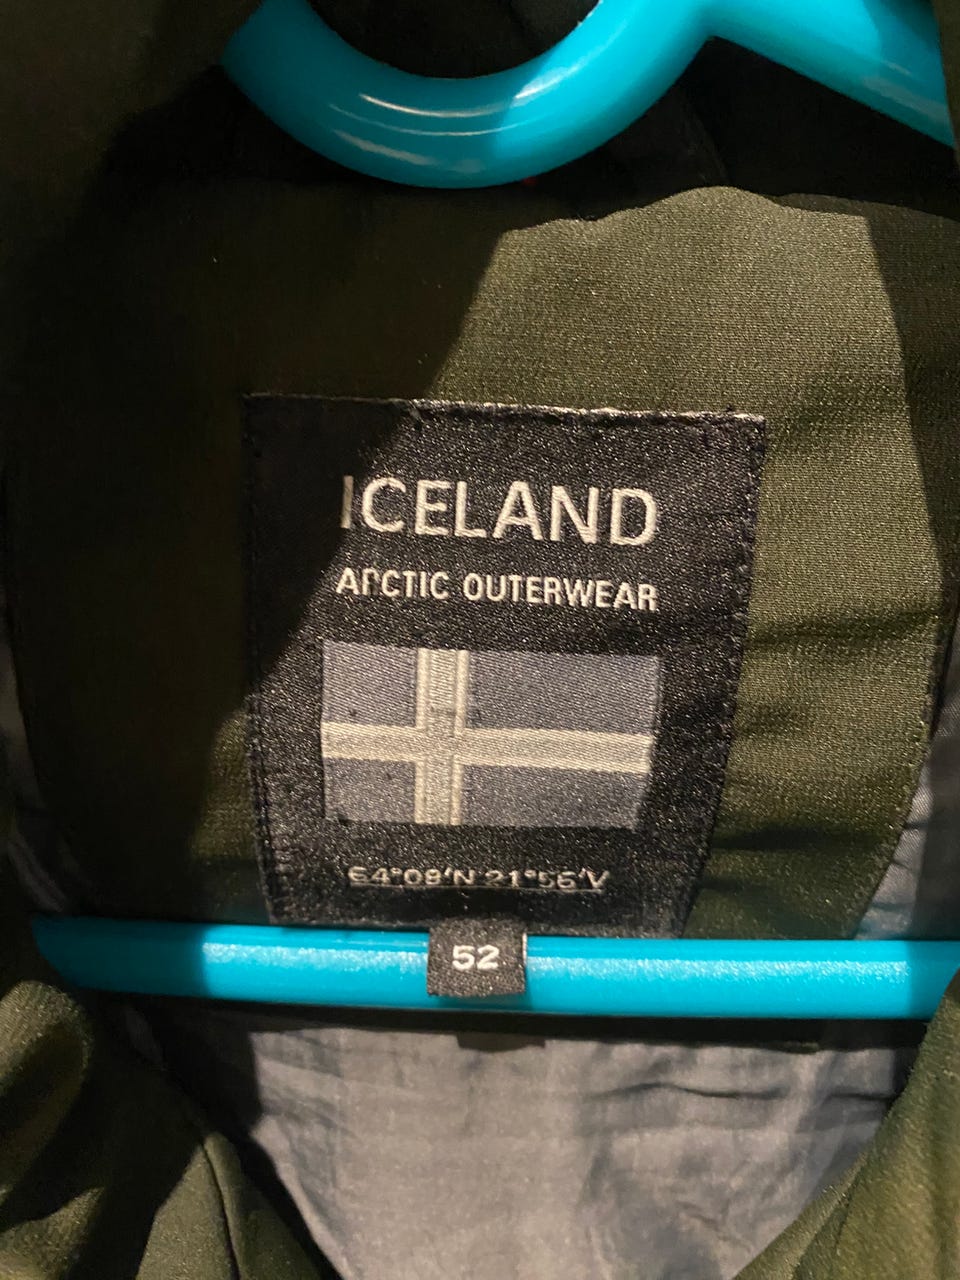 ICELAND
ARCTIC OUTERWEAR
64°08'N 21°56'V
52